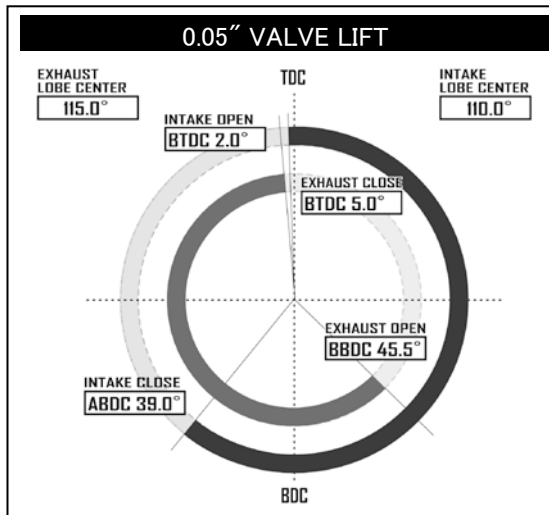 0.05″ VALVE LIFT
EXHAUST
LOBE CENTER
115.0°
TDC
INTAKE
LOBE CENTER
110.0°
INTAKE OPEN
BTDC 2.0°
EXHAUST CLOSE
BTDC 5.0°
EXHAUST OPEN
BBDC 45.5°
INTAKE CLOSE
ABDC 39.0°
BDC